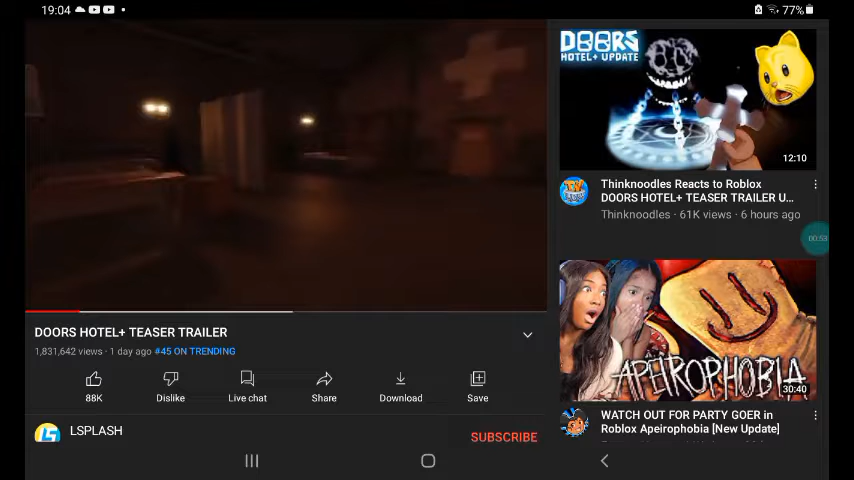 19:04
77%
DOORS
HOTEL+ UPDATE
12:10
Thinknoodles Reacts to Roblox
DOORS HOTEL+ TEASER TRAILER U...
Thinknoodles · 61K views · 6 hours ago
00:53
APEIROPHOBIA
30:40
WATCH OUT FOR PARTY GOER in
Roblox Apeirophobia [New Update]
DOORS HOTEL+ TEASER TRAILER
1,831,642 views · 1 day ago #45 ON TRENDING
88K
Dislike
Live chat
Share
Download
Save
LSPLASH
SUBSCRIBE